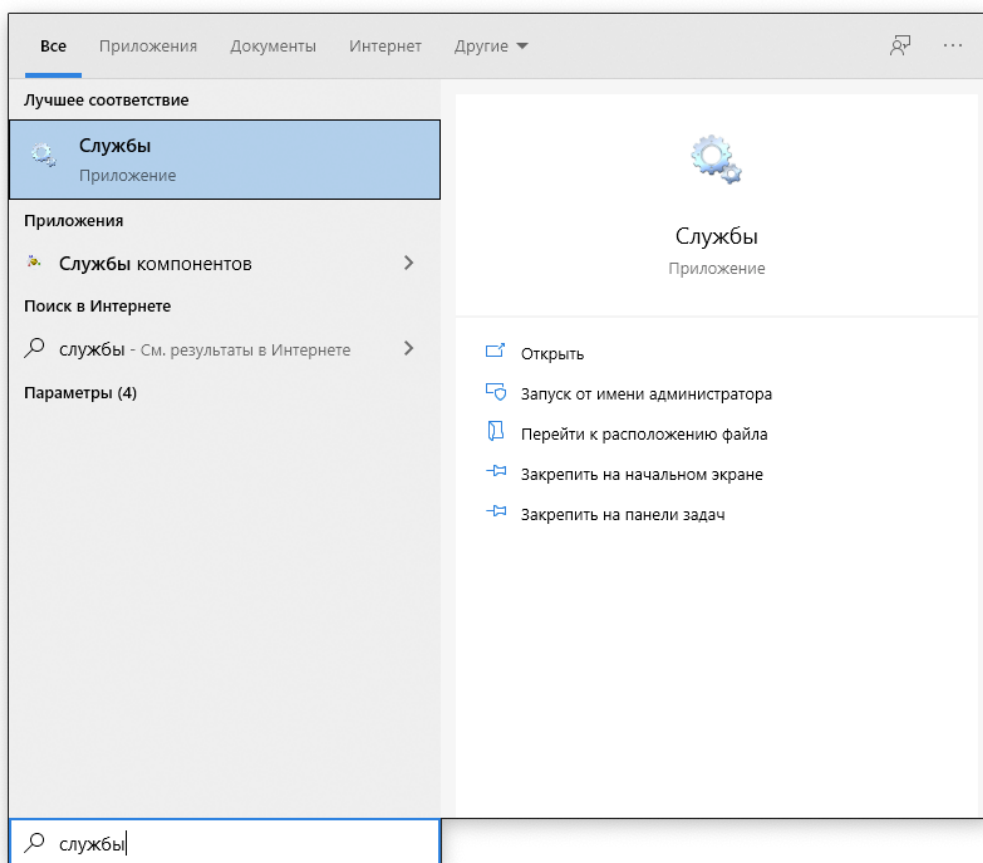 Все Приложения Документы Интернет Другие
Лучшее соответствие
Службы
Приложение
Приложения
Службы компонентов
Поиск в Интернете
службы - См. результаты в Интернете
Параметры (4)
Службы
Приложение
Открыть
Запуск от имени администратора
Перейти к расположению файла
Закрепить на начальном экране
Закрепить на панели задач
службы